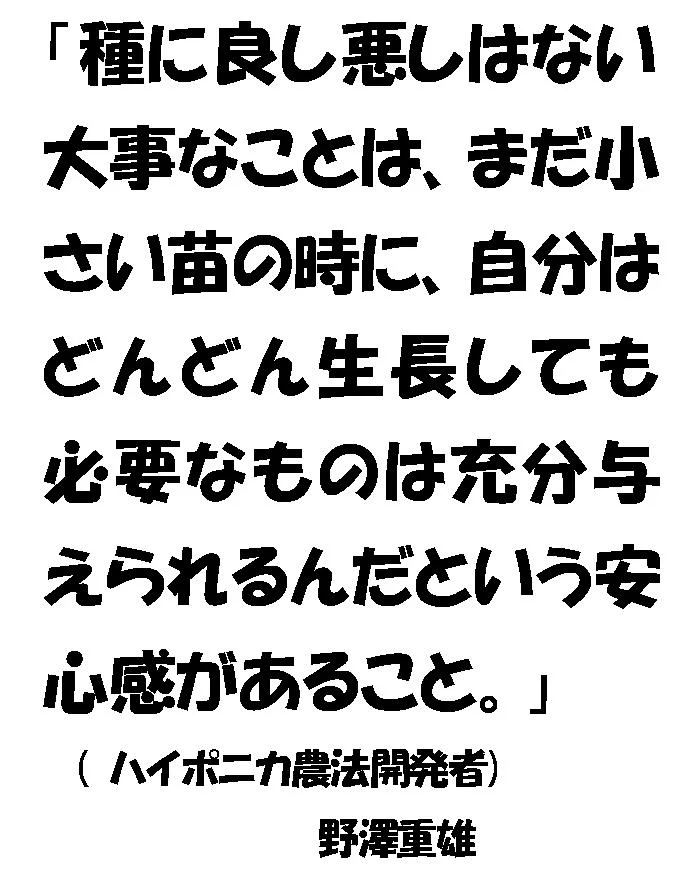 「種に良し悪しはない
大事なことは、まだ小
さい苗の時に、自分は
どんどん生長しても
必要なものは充分与
えられるんだという安
心感があること。」
(ハイポニカ農法開発者)
野澤重雄